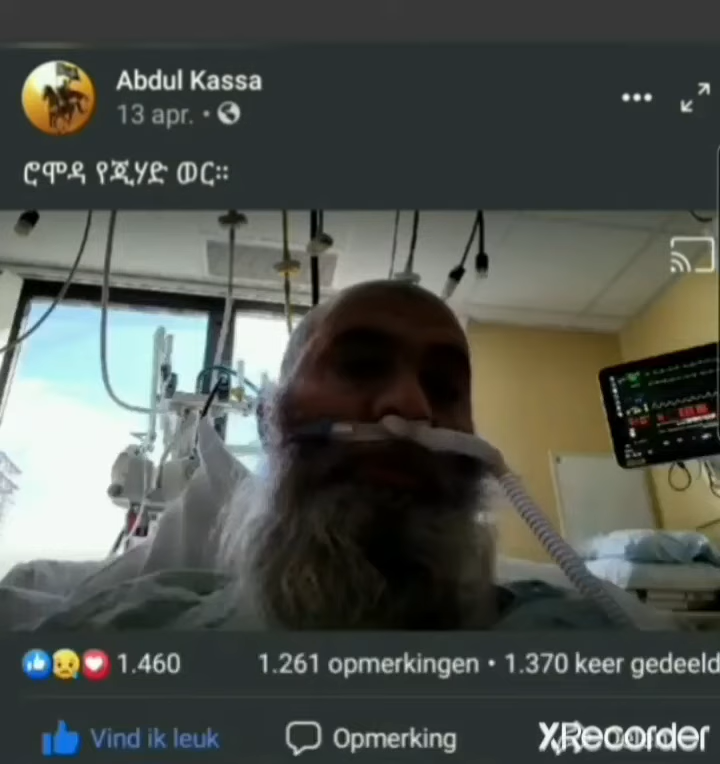 Abdul Kassa
13 apr.
ሮሞዳ የጂሃድ ወር።
1.460
1.261 opmerkingen • 1.370 keer gedeeld
Vind ik leuk
Opmerking
XRecorder